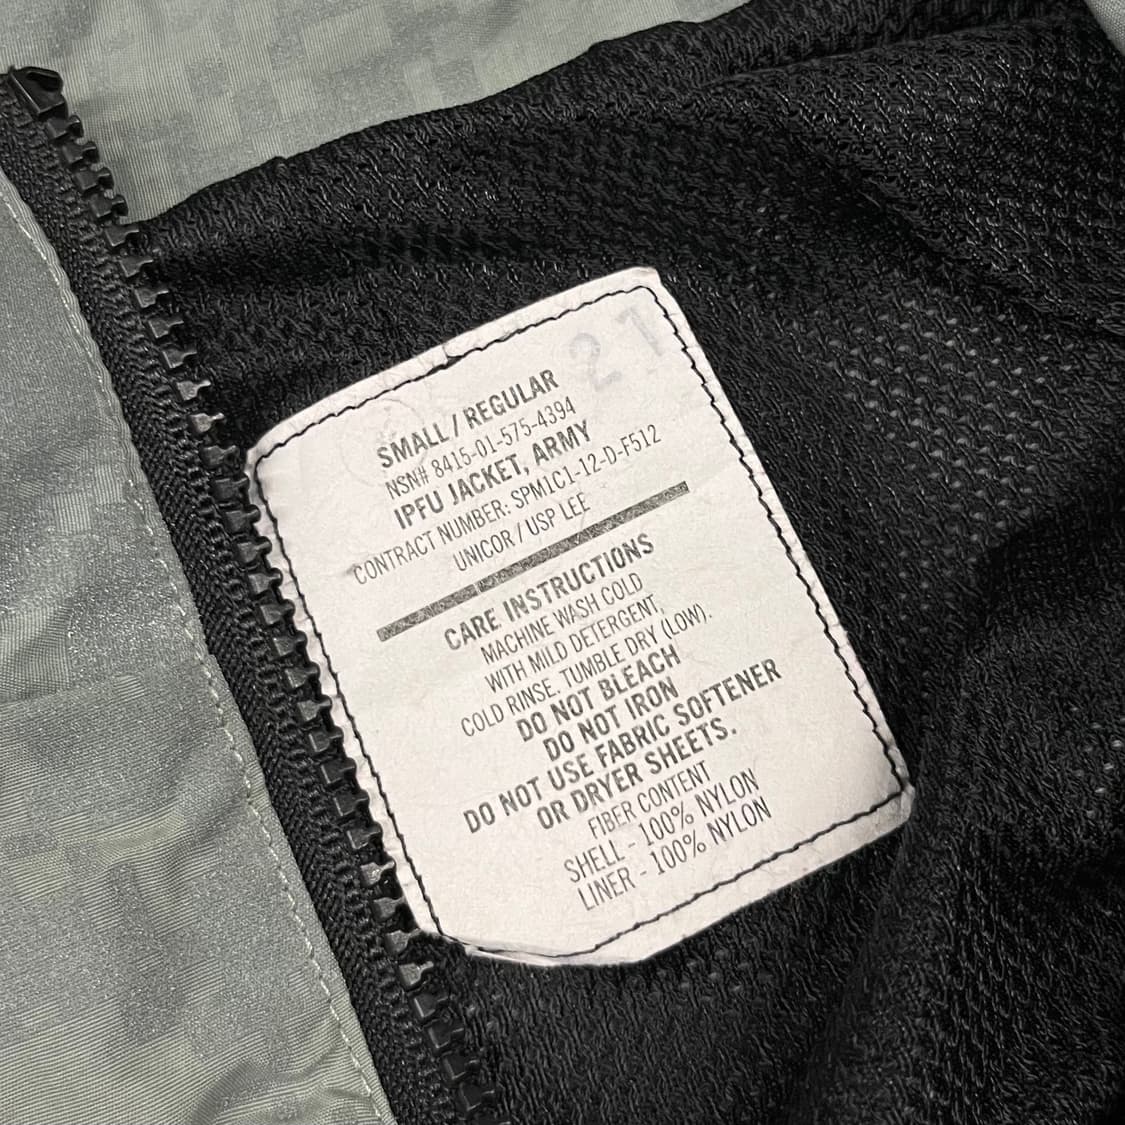 21
SMALL / REGULAR
NSN# 8415-01-575-4394
IPFU JACKET, ARMY
CONTRACT NUMBER: SPM1C1-12-D-F512
UNICOR / USP LEE
CARE INSTRUCTIONS
MACHINE WASH COLD
WITH MILD DETERGENT,
COLD RINSE. TUMBLE DRY (LOW).
DO NOT BLEACH
DO NOT IRON
DO NOT USE FABRIC SOFTENER
OR DRYER SHEETS.
FIBER CONTENT
SHELL - 100% NYLON
LINER - 100% NYLON